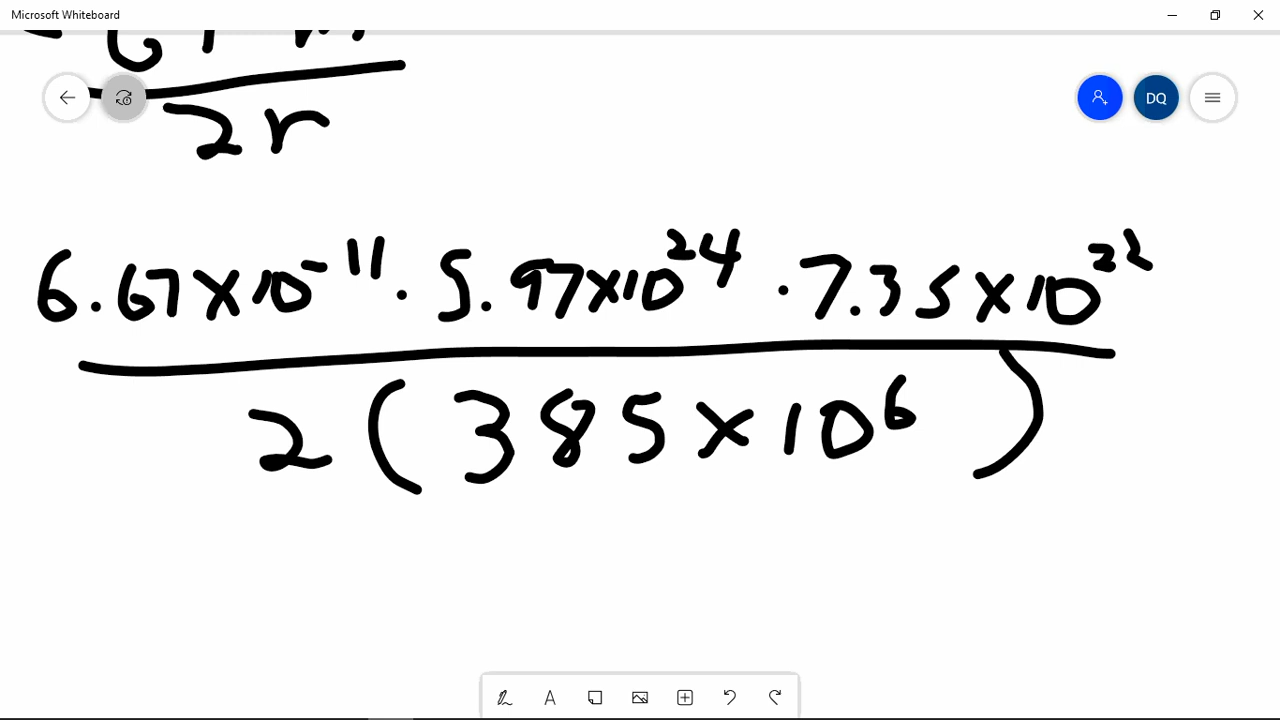 Microsoft Whiteboard
2r
DQ
6.67×10⁻¹¹ · 5.97×10²⁴ · 7.35×10²²
2(385×10⁶)
A